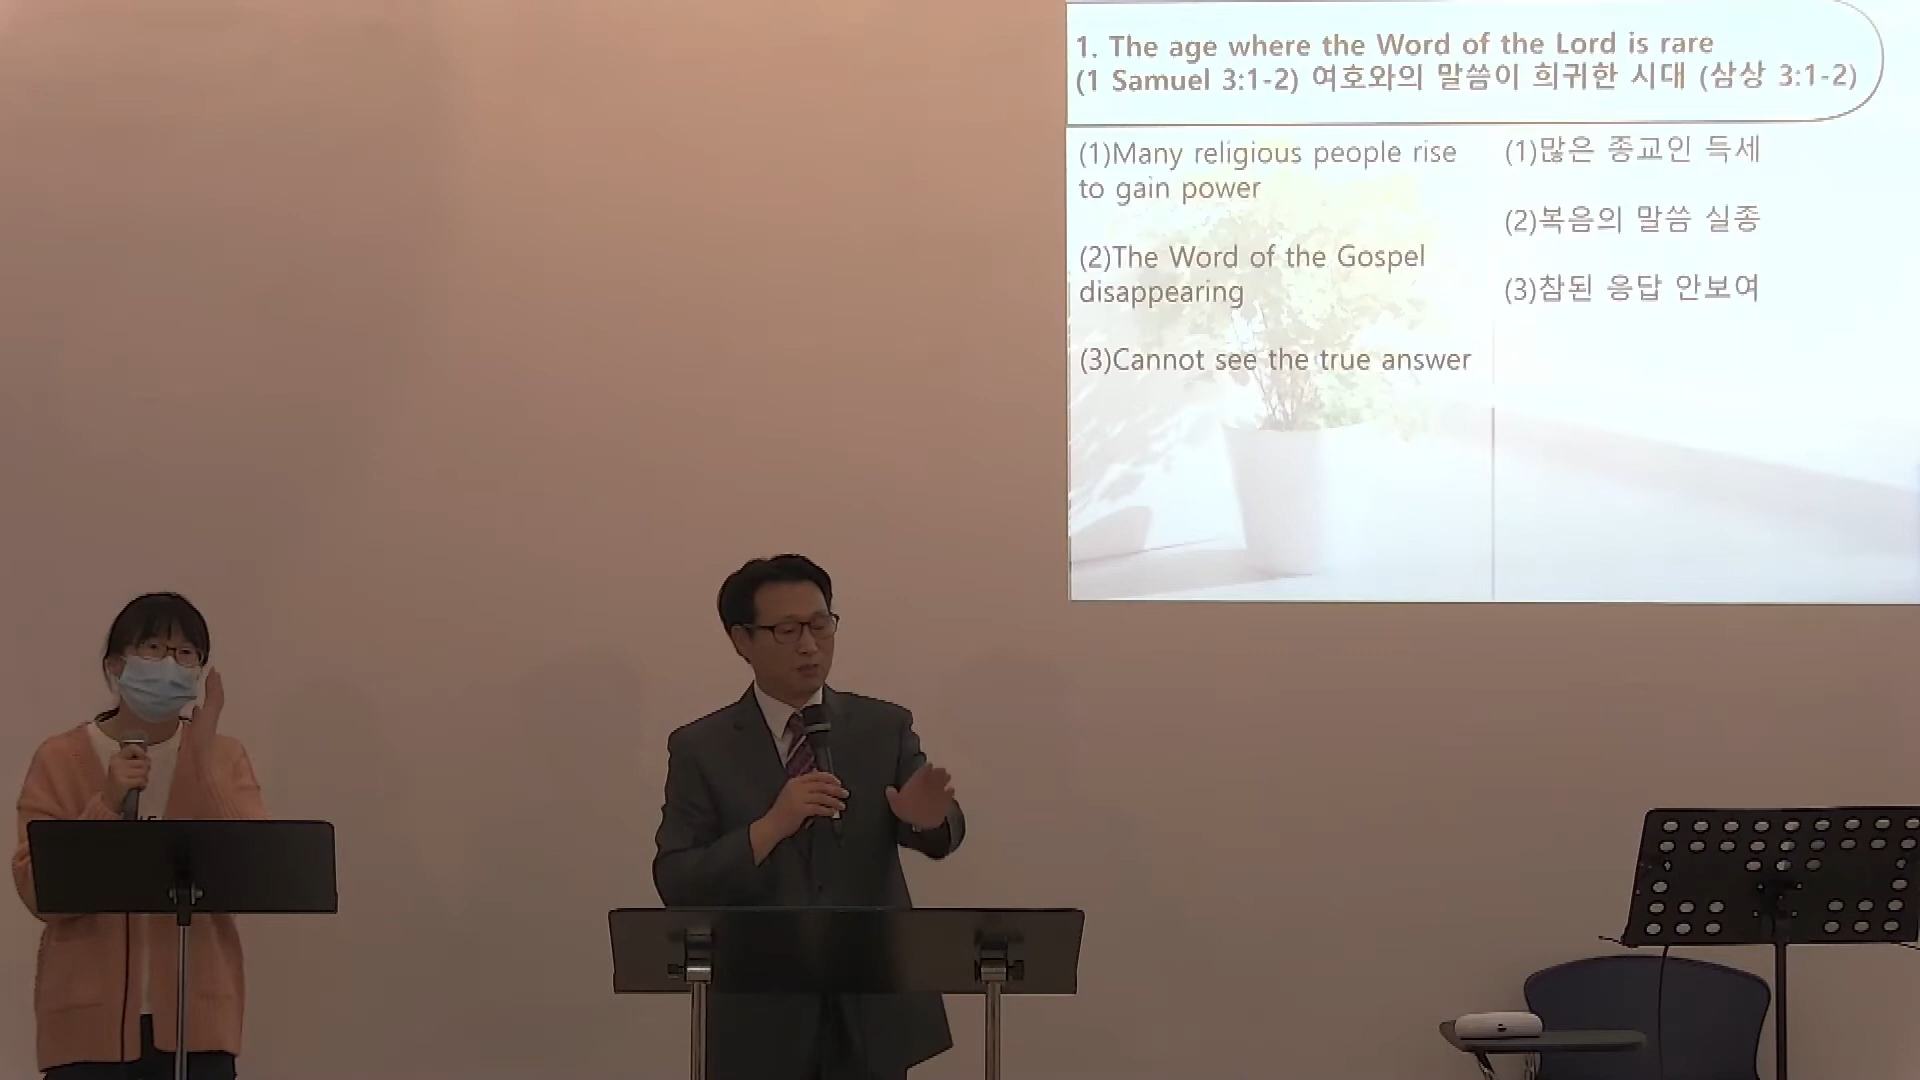 1. The age where the Word of the Lord is rare
(1 Samuel 3:1-2) 여호와의 말씀이 희귀한 시대 (삼상 3:1-2)
(1)Many religious people rise
to gain power
(2)The Word of the Gospel
disappearing
(3)Cannot see the true answer
(1)많은 종교인 득세
(2)복음의 말씀 실종
(3)참된 응답 안보여